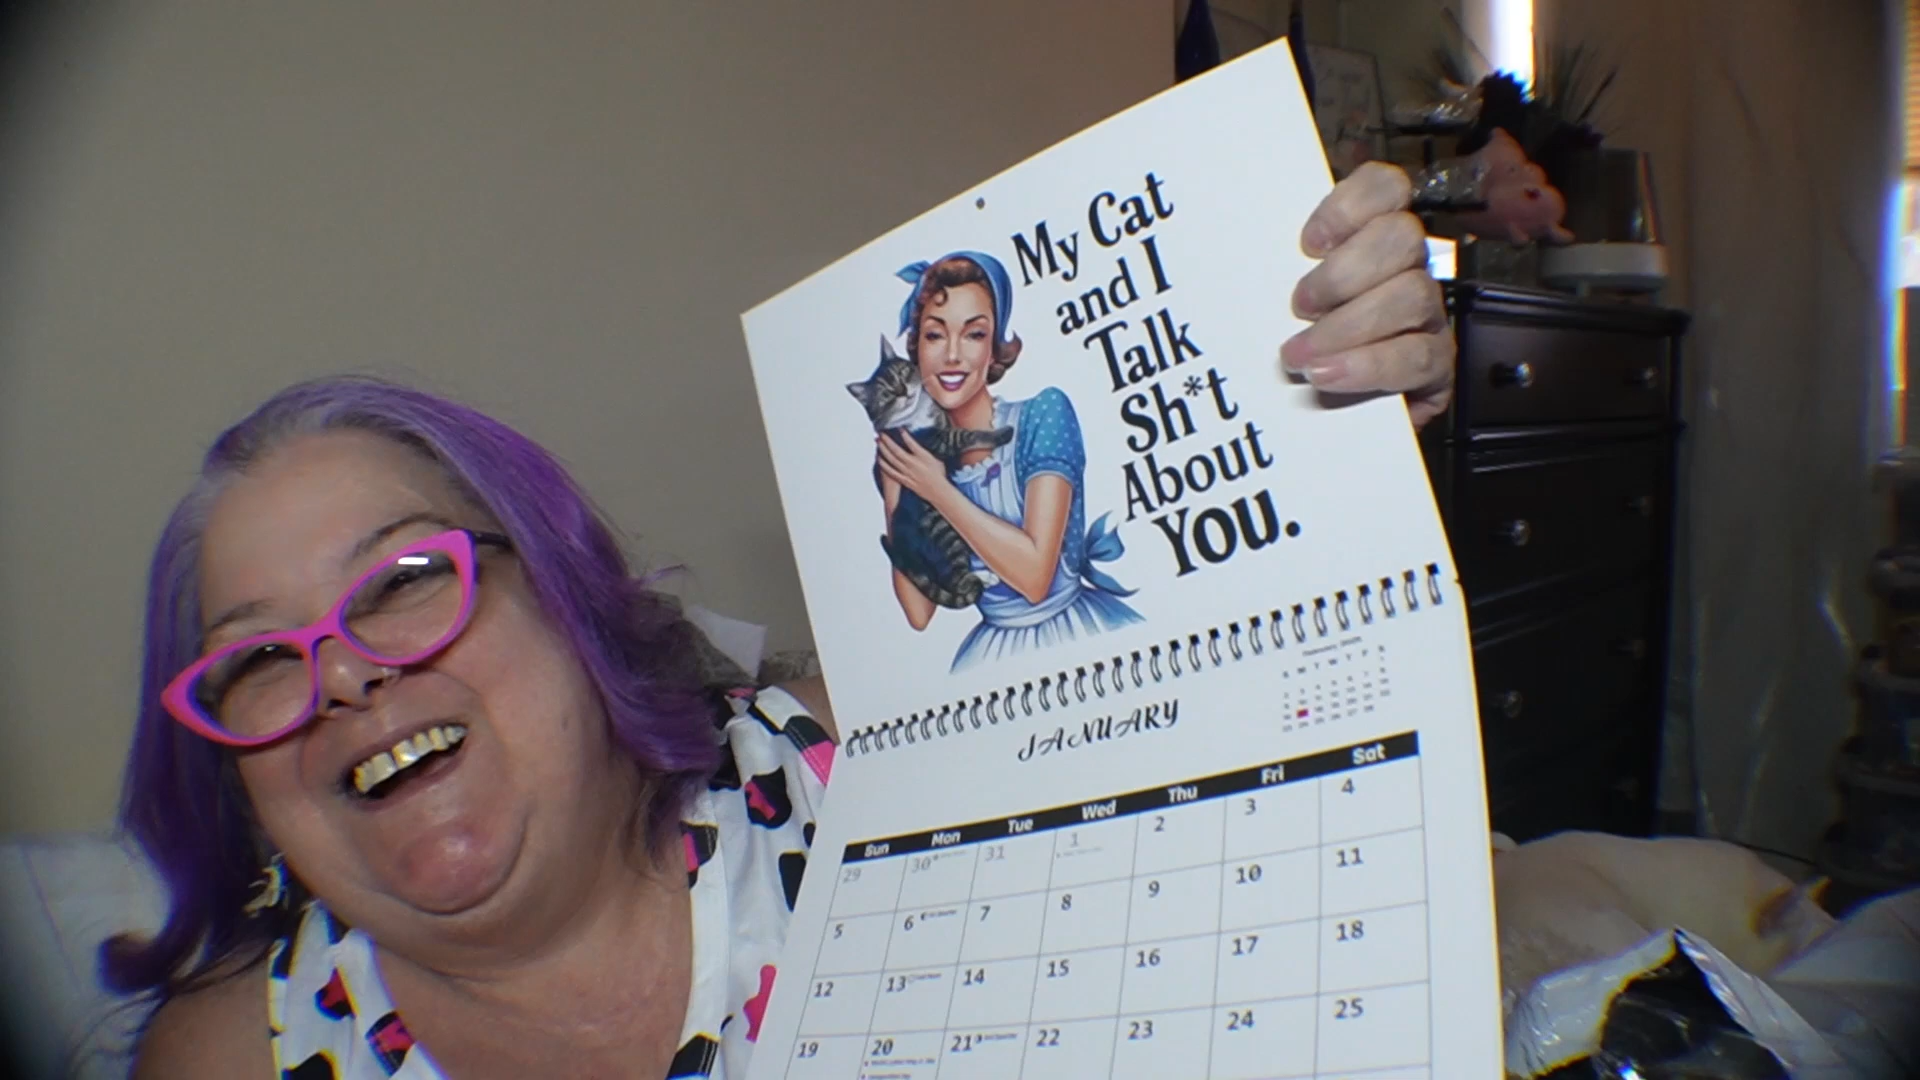 My Cat
and I
Talk
Sh*t
About
YOU.
JANUARY
S M T W T F S
Sun Mon Tue Wed Thu Fri Sat
29 30 31 1 2 3 4
5 6 7 8 9 10 11
12 13 14 15 16 17 18
19 20 21 22 23 24 25